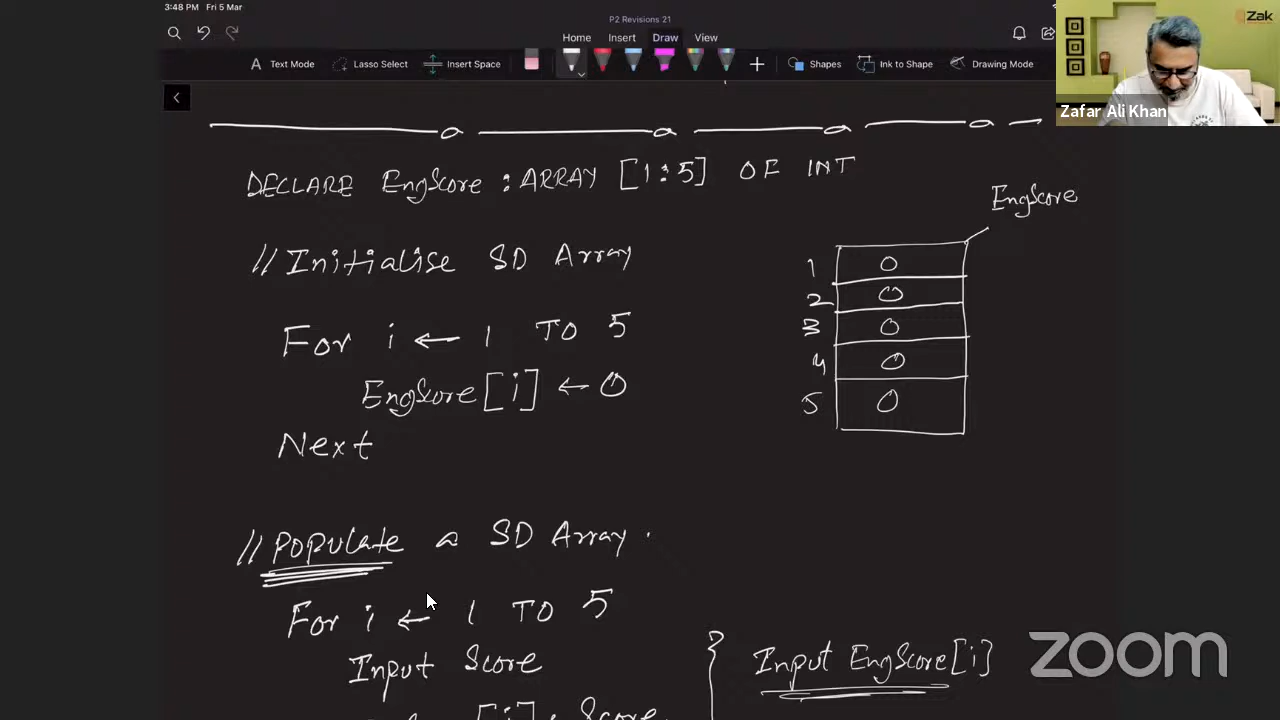 3:48 PM Fri 5 Mar
P2 Revisions 21
Home Insert Draw View
Text Mode Lasso Select Insert Space Shapes Ink to Shape Drawing Mode
Zak
Zafar Ali Khan
DECLARE EngScore : ARRAY [1:5] OF INT
EngScore
// Initialise SD Array
1 0
2 0
3 0
4 0
5 0
For i ← 1 TO 5
EngScore[i] ← 0
Next
// Populate a SD Array.
For i ← 1 TO 5
Input Score
Input EngScore[i]
[i] Score
zoom